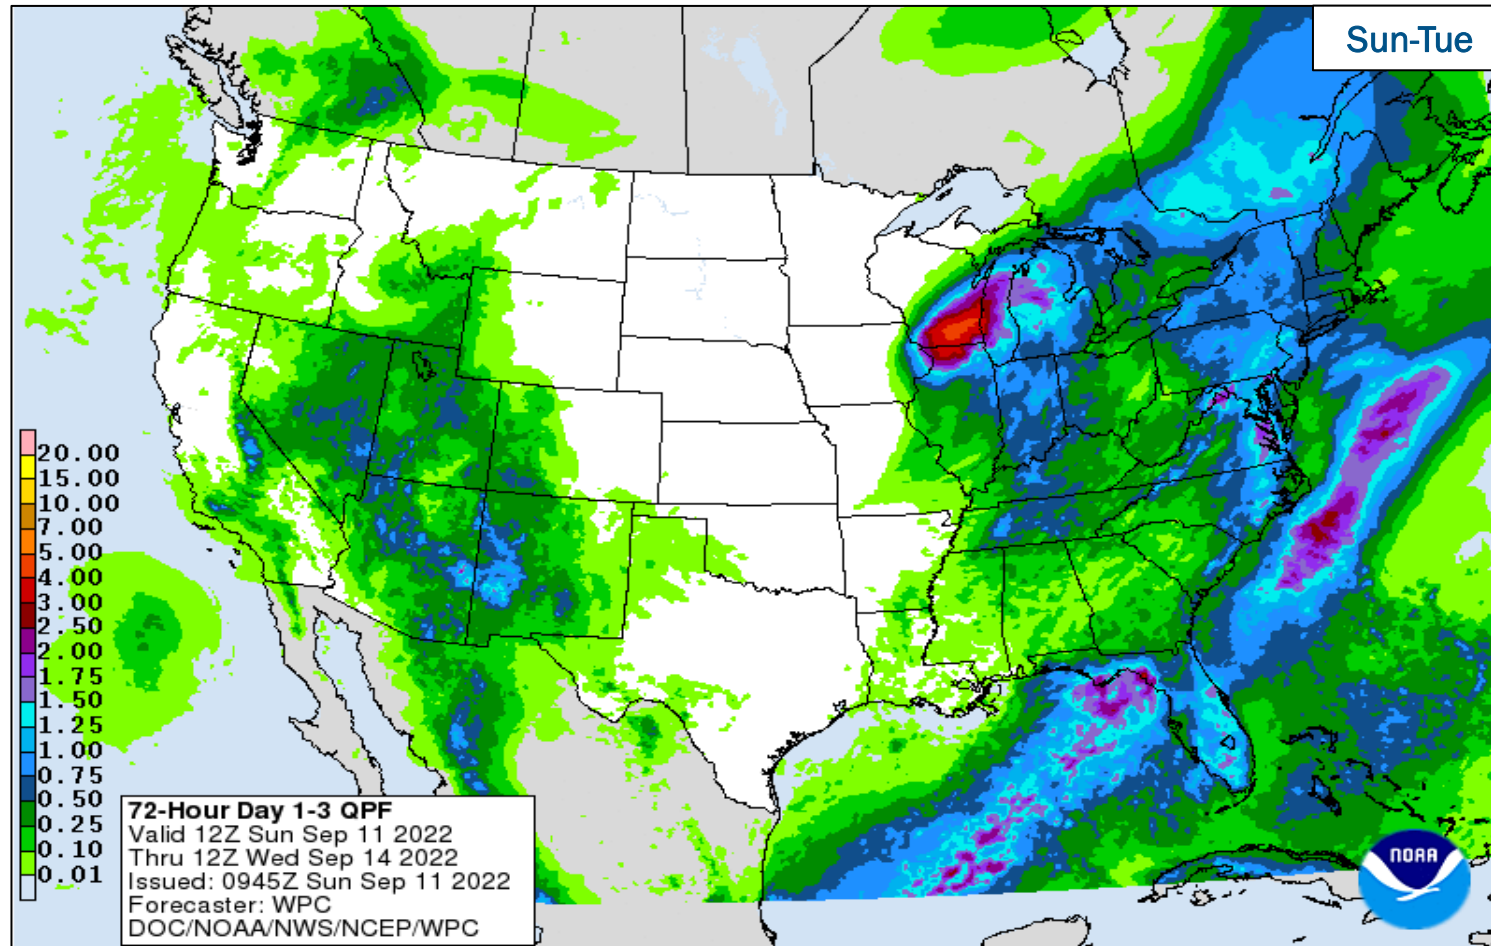 Sun-Tue
20.00
15.00
10.00
7.00
5.00
4.00
3.00
2.50
2.00
1.75
1.50
1.25
1.00
0.75
0.50
0.25
0.10
0.01
72-Hour Day 1-3 QPF
Valid 12Z Sun Sep 11 2022
Thru 12Z Wed Sep 14 2022
Issued: 0945Z Sun Sep 11 2022
Forecaster: WPC
DOC/NOAA/NWS/NCEP/WPC
NOAA